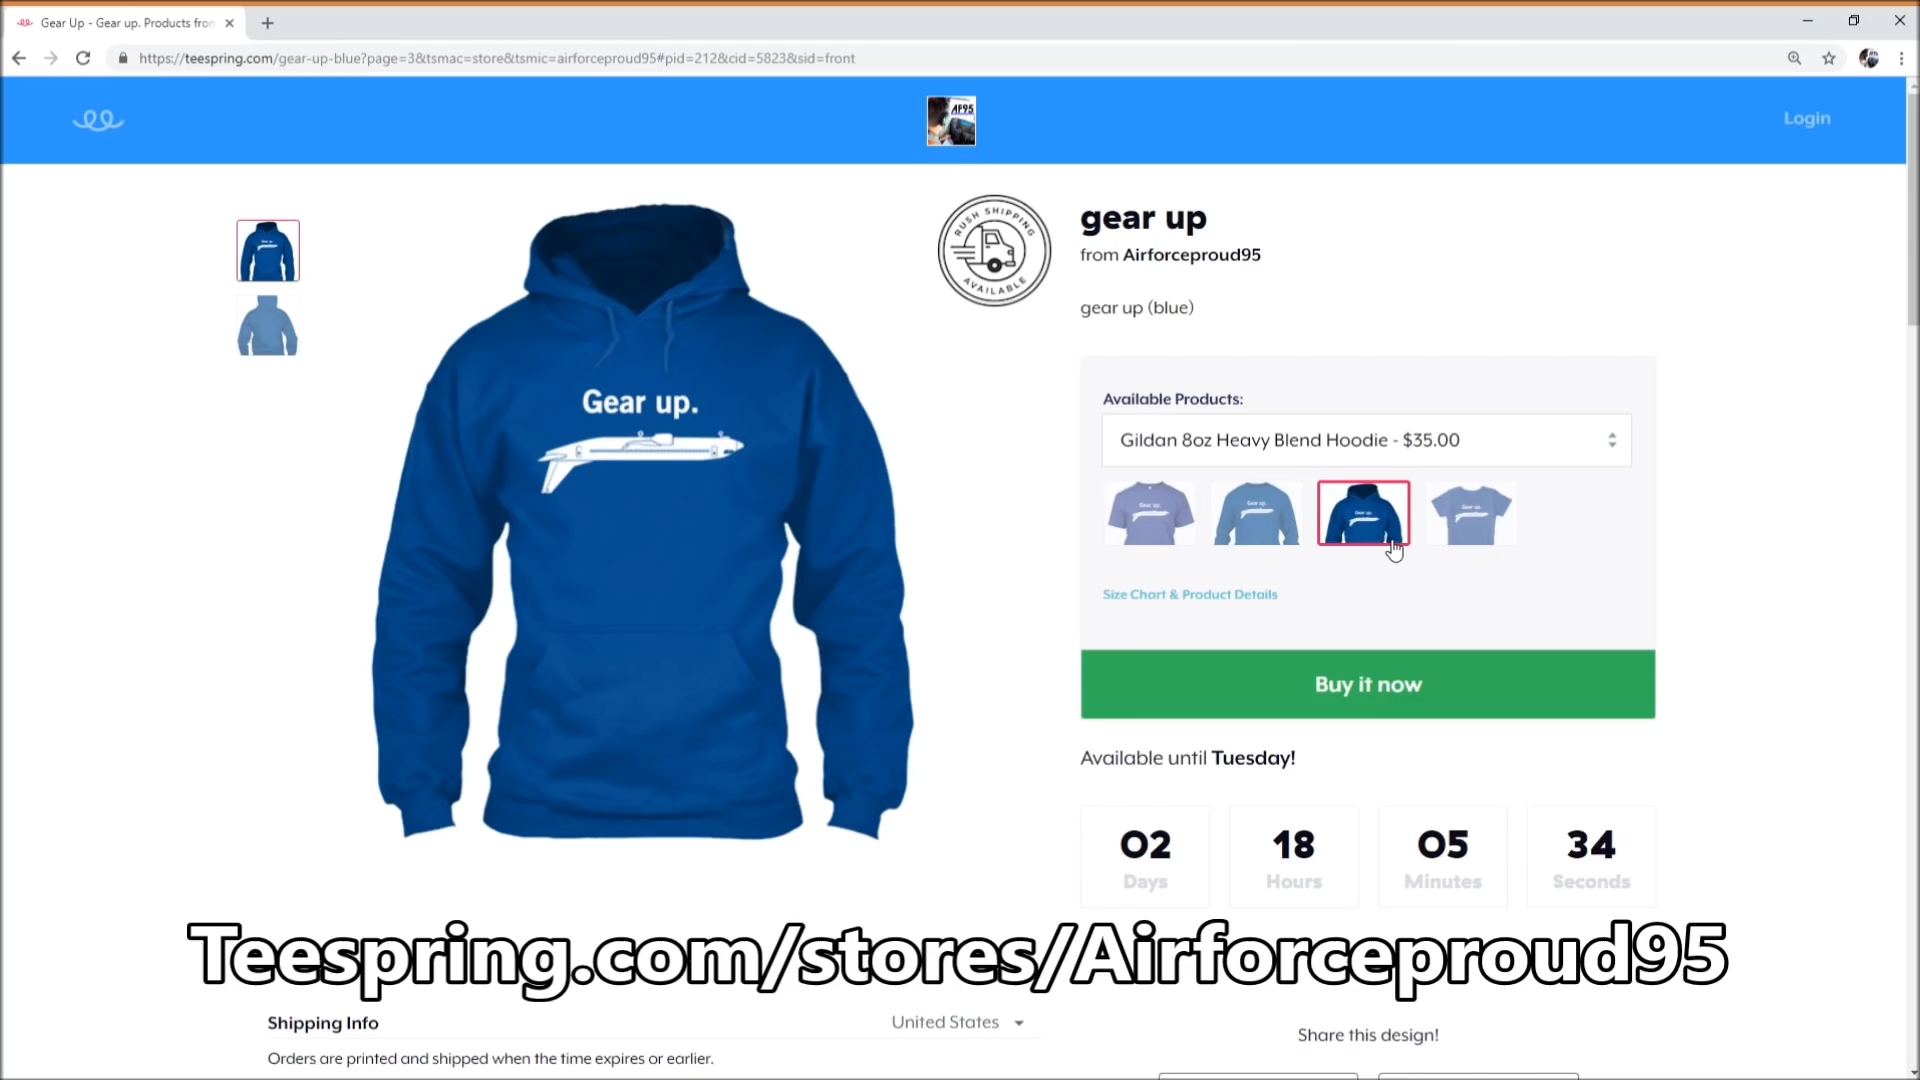 Gear Up - Gear up. Products from
https://teespring.com/gear-up-blue?page=3&tsmac=store&tsmic=airforceproud95#pid=212&cid=5823&sid=front
AF95
Login
RUSH SHIPPING
AVAILABLE
gear up
from Airforceproud95
gear up (blue)
Gear up.
Available Products:
Gildan 8oz Heavy Blend Hoodie - $35.00
Size Chart & Product Details
Buy it now
Available until Tuesday!
02 18 05 34
Days Hours Minutes Seconds
Teespring.com/stores/Airforceproud95
Shipping Info
United States
Share this design!
Orders are printed and shipped when the time expires or earlier.